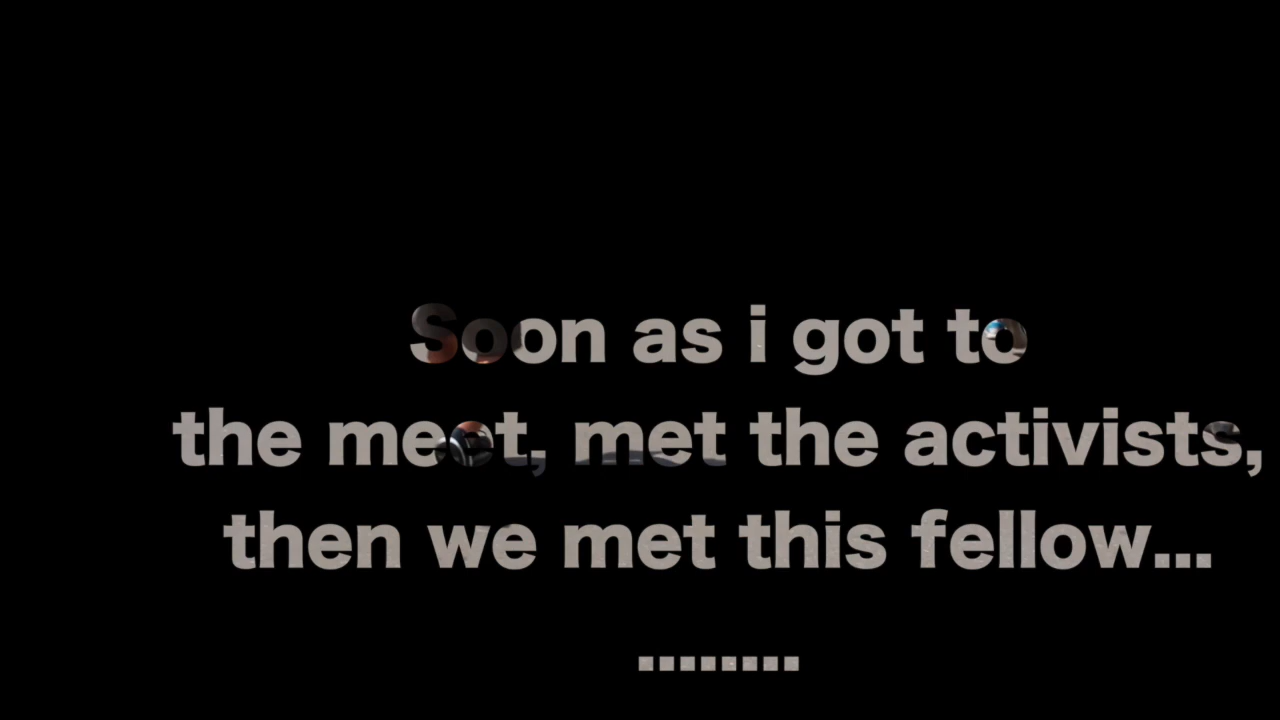 Soon as i got to
the meet, met the activists,
then we met this fellow...
........